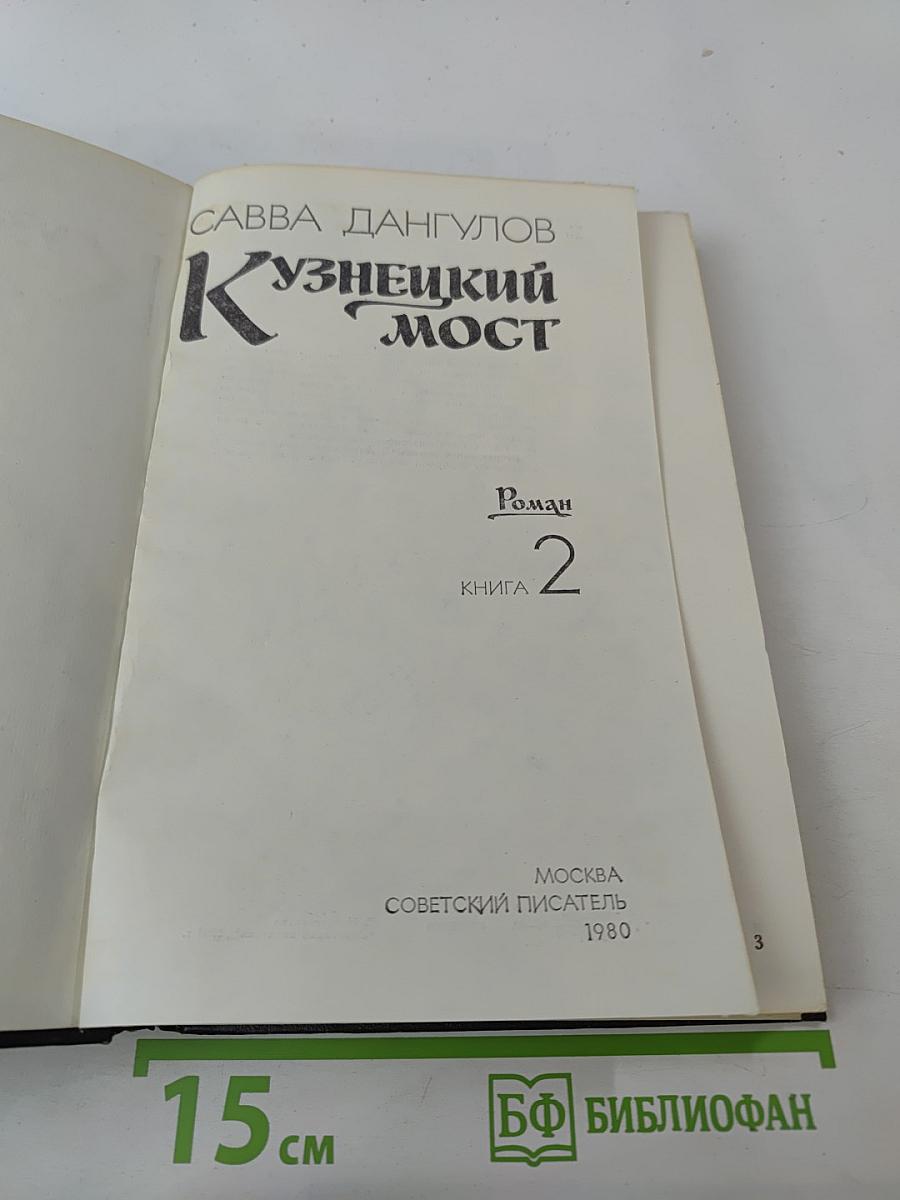 САВВА ДАНГУЛОВ
КУЗНЕЦКИЙ
МОСТ
Роман
КНИГА 2
МОСКВА
СОВЕТСКИЙ ПИСАТЕЛЬ
1980
3
15 см
БФ БИБЛИОФАН